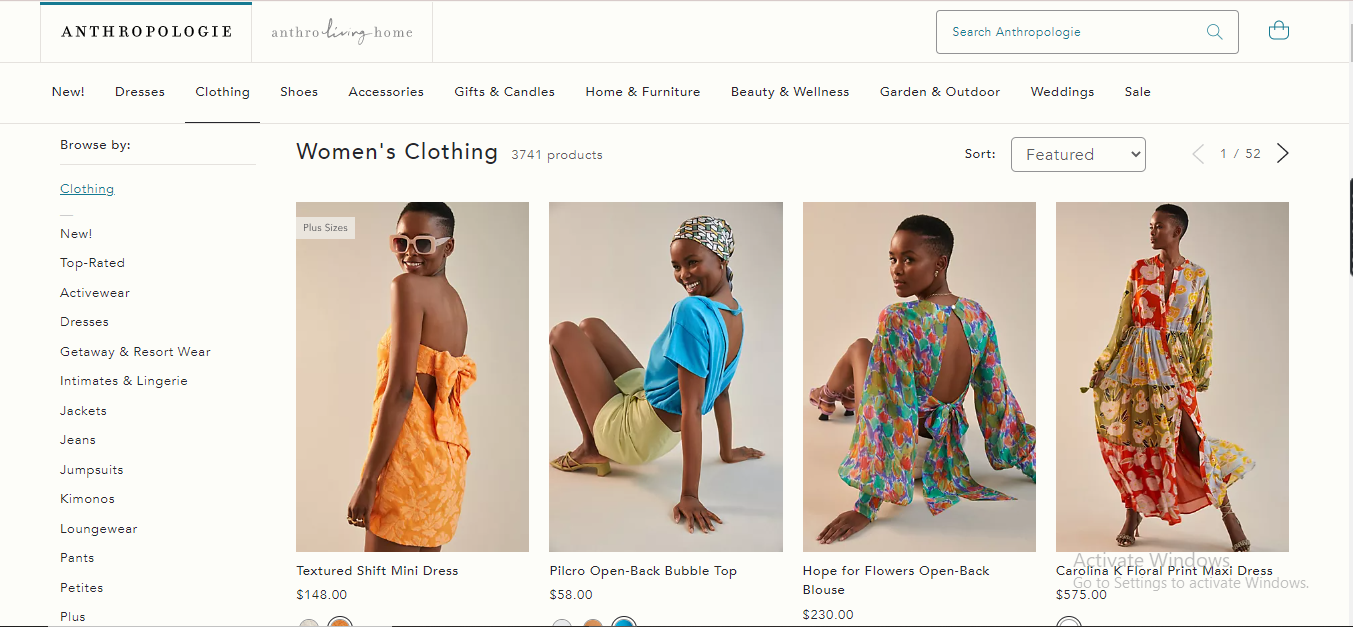 ANTHROPOLOGIE
anthroliving home
Search Anthropologie
New!
Dresses
Clothing
Shoes
Accessories
Gifts & Candles
Home & Furniture
Beauty & Wellness
Garden & Outdoor
Weddings
Sale
Browse by:
Clothing
New!
Top-Rated
Activewear
Dresses
Getaway & Resort Wear
Intimates & Lingerie
Jackets
Jeans
Jumpsuits
Kimonos
Loungewear
Pants
Petites
Plus
Women's Clothing 3741 products
Sort: Featured
1 / 52
Plus Sizes
Textured Shift Mini Dress
$148.00
Pilcro Open-Back Bubble Top
$58.00
Hope for Flowers Open-Back
Blouse
$230.00
Carolina K Floral Print Maxi Dress
$575.00
Activate Windows
Go to Settings to activate Windows.